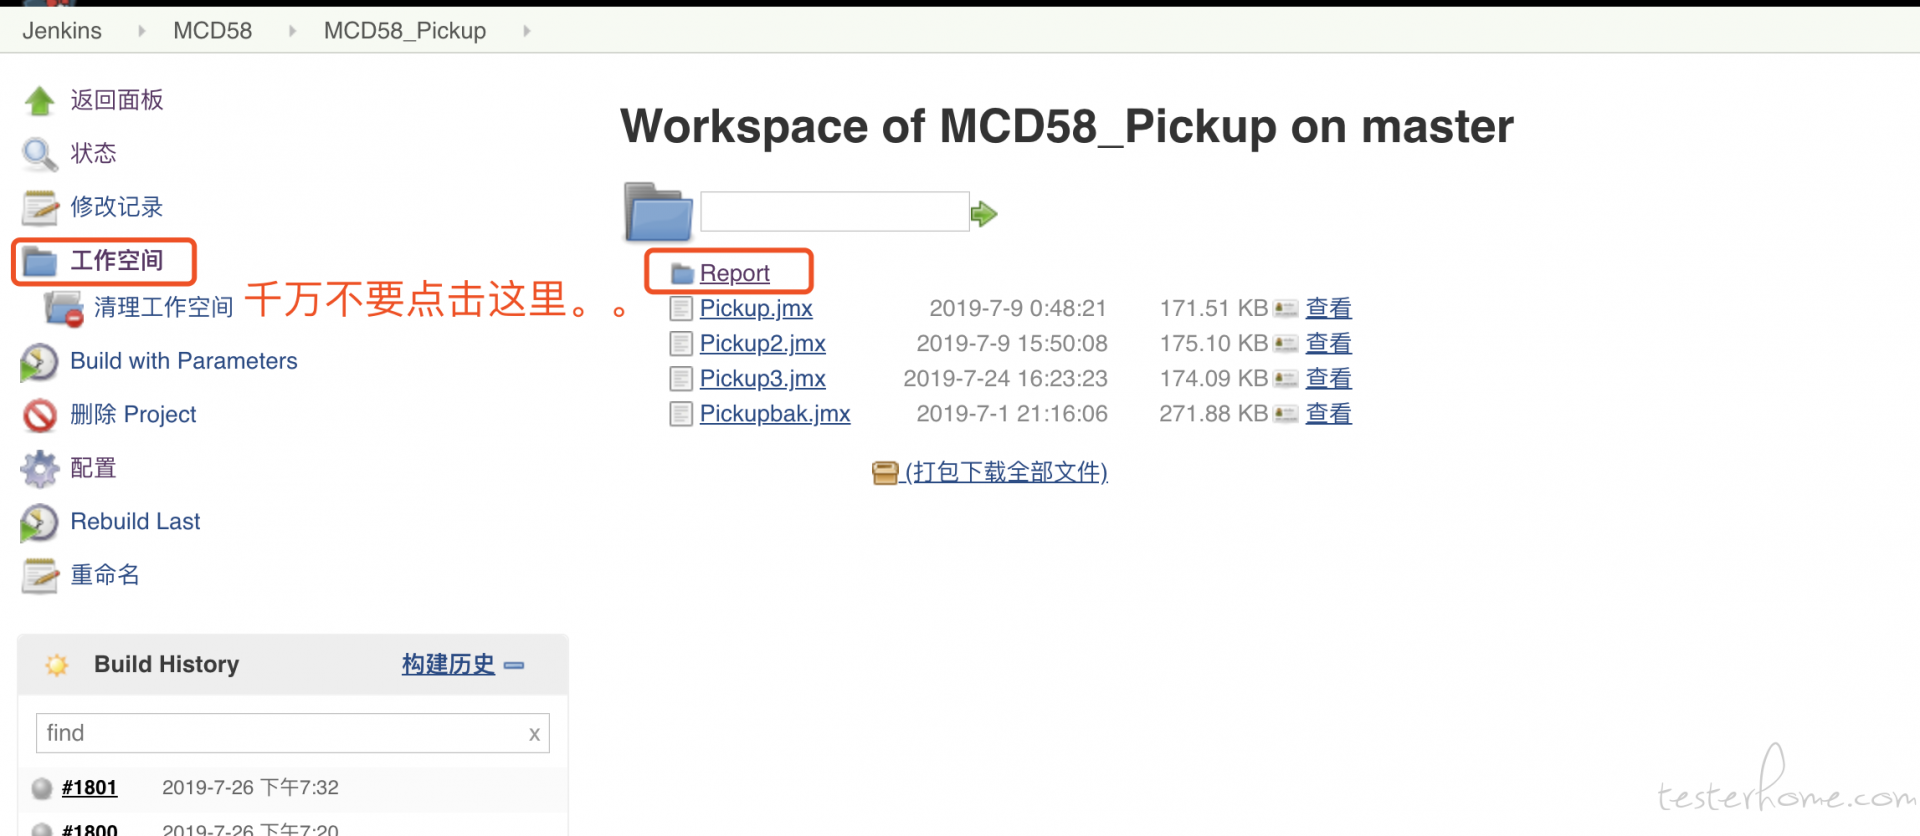 Jenkins MCD58 MCD58_Pickup
返回面板
状态
修改记录
工作空间
清理工作空间 千万不要点击这里。。
Build with Parameters
删除 Project
配置
Rebuild Last
重命名
Build History 构建历史
find x
#1801 2019-7-26 下午7:32
#1800 2019-7-26 下午7:20
Workspace of MCD58_Pickup on master
Report
Pickup.jmx 2019-7-9 0:48:21 171.51 KB 查看
Pickup2.jmx 2019-7-9 15:50:08 175.10 KB 查看
Pickup3.jmx 2019-7-24 16:23:23 174.09 KB 查看
Pickupbak.jmx 2019-7-1 21:16:06 271.88 KB 查看
(打包下载全部文件)
testerhome.com